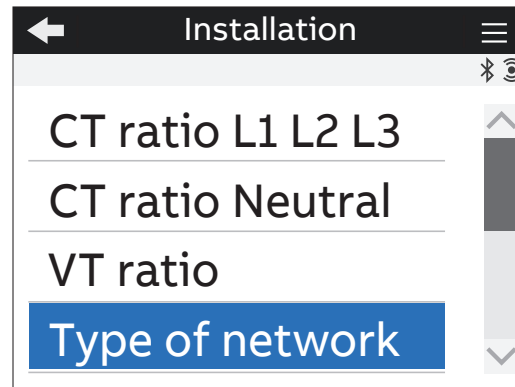 Installation
CT ratio L1 L2 L3
CT ratio Neutral
VT ratio
Type of network